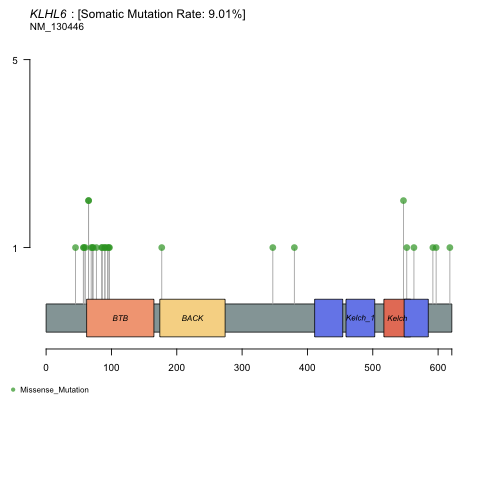 KLHL6 : [Somatic Mutation Rate: 9.01%]
NM_130446
5
1
BTB
BACK
Kelch_1
Kelch
0 100 200 300 400 500 600
Missense_Mutation